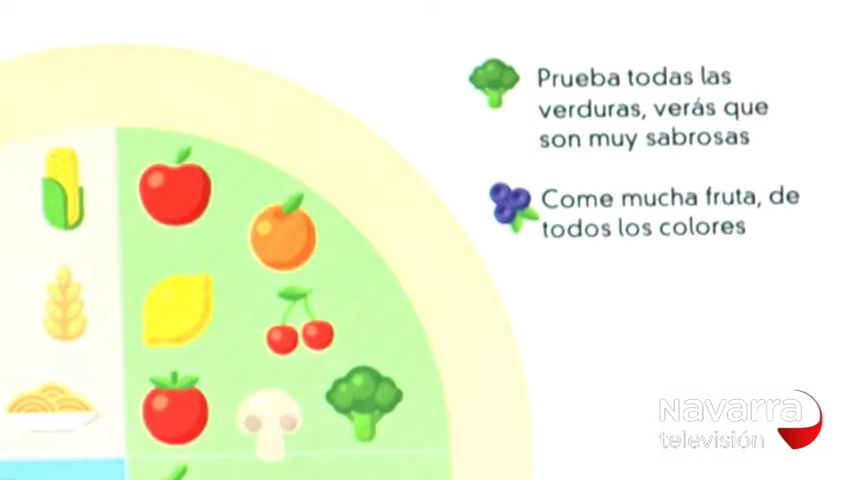 Prueba todas las
verduras, verás que
son muy sabrosas
Come mucha fruta, de
todos los colores
Navarra
televisión